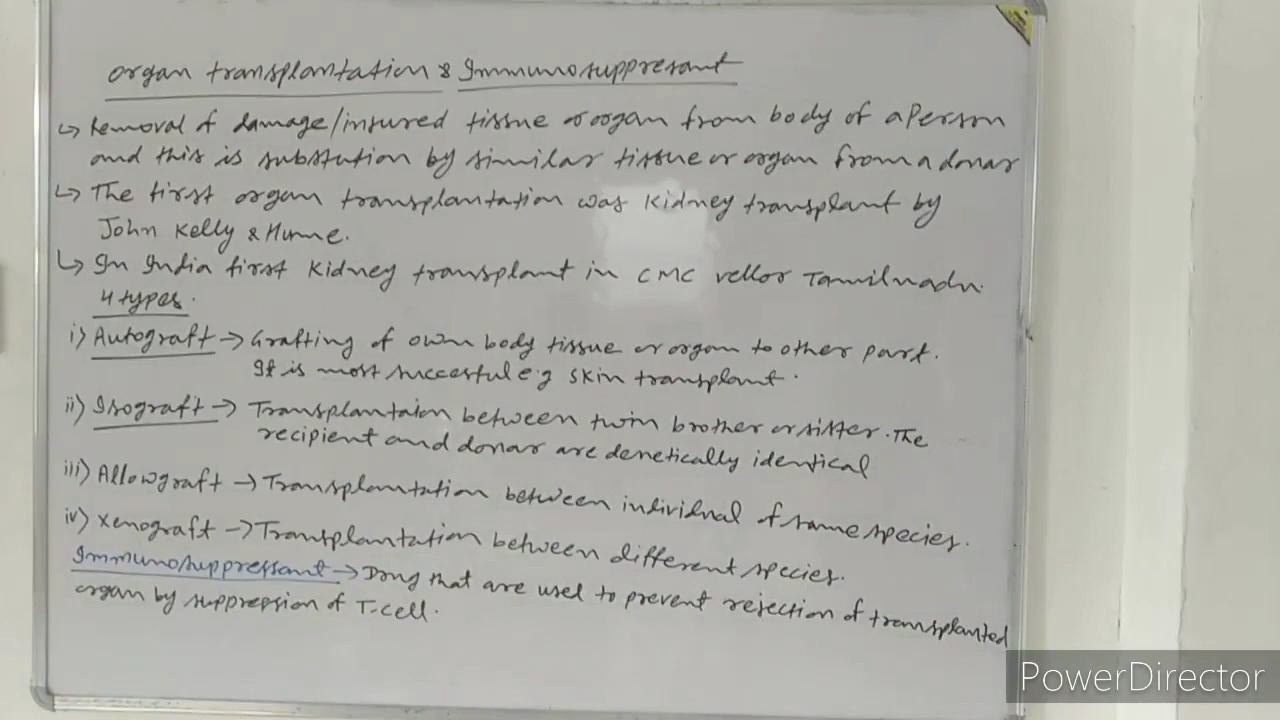 organ transplantation & Immunosuppresant
↳ Removal of damage/insured tissue or organ from body of a Person
and this is substution by similar tissue or organ from a donar
↳ The first organ transplantation was kidney transplant by
John Kelly & Hume.
↳ In India first kidney transplant in CMC vellor Tamilnadu.
4 types.
i) Autograft → Grafting of own body tissue or organ to other part.
It is most succesful e.g skin transplant.
ii) Isograft → Transplantaion between twin brother or sister. The
recipient and donar are denetically identical
iii) Allowgraft → Transplantation between individual of same species.
iv) Xenograft → Transplantation between different species.
Immunosuppressant → Drug that are used to prevent rejection of transplanted
organ by suppression of T-cell.
PowerDirector